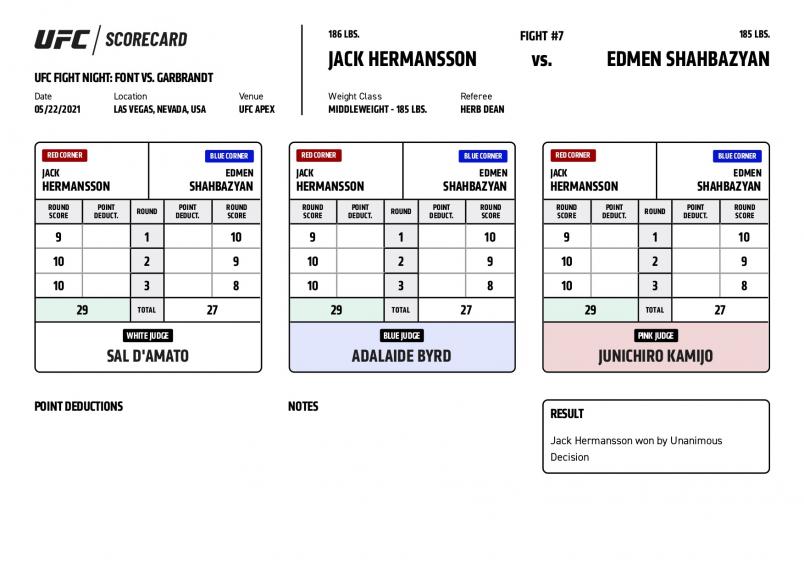 UFC / SCORECARD
UFC FIGHT NIGHT: FONT VS. GARBRANDT
Date Location Venue
05/22/2021 LAS VEGAS, NEVADA, USA UFC APEX
186 LBS. FIGHT #7 185 LBS.
JACK HERMANSSON vs. EDMEN SHAHBAZYAN
Weight Class Referee
MIDDLEWEIGHT - 185 LBS. HERB DEAN
RED CORNER BLUE CORNER
JACK EDMEN
HERMANSSON SHAHBAZYAN
ROUND SCORE POINT DEDUCT. ROUND POINT DEDUCT. ROUND SCORE
9 1 10
10 2 9
10 3 8
29 TOTAL 27
WHITE JUDGE
SAL D'AMATO
RED CORNER BLUE CORNER
JACK EDMEN
HERMANSSON SHAHBAZYAN
ROUND SCORE POINT DEDUCT. ROUND POINT DEDUCT. ROUND SCORE
9 1 10
10 2 9
10 3 8
29 TOTAL 27
BLUE JUDGE
ADALAIDE BYRD
RED CORNER BLUE CORNER
JACK EDMEN
HERMANSSON SHAHBAZYAN
ROUND SCORE POINT DEDUCT. ROUND POINT DEDUCT. ROUND SCORE
9 1 10
10 2 9
10 3 8
29 TOTAL 27
PINK JUDGE
JUNICHIRO KAMIJO
POINT DEDUCTIONS
NOTES
RESULT
Jack Hermansson won by Unanimous
Decision